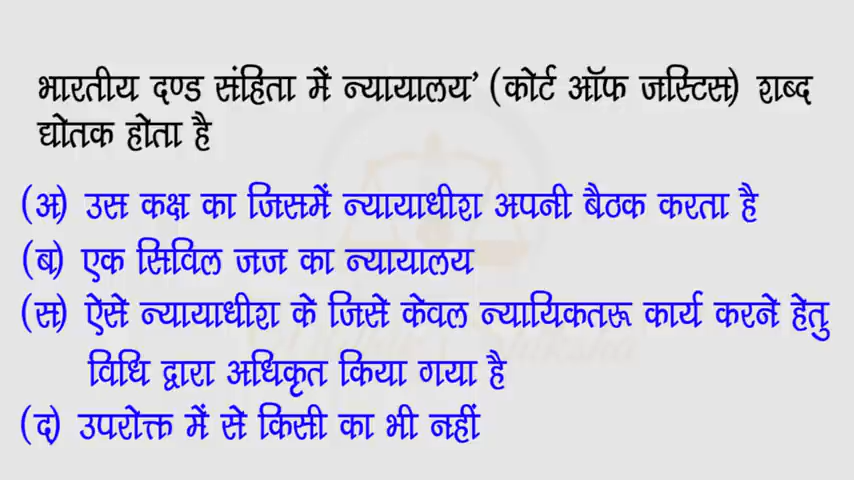 भारतीय दण्ड संहिता में न्यायालय’ (कोर्ट ऑफ जस्टिस) शब्द
द्योतक होता है
(अ) उस कक्ष का जिसमें न्यायाधीश अपनी बैठक करता है
(ब) एक सिविल जज का न्यायालय
(स) ऐसे न्यायाधीश के जिसे केवल न्यायिकतरू कार्य करने हेतु
विधि द्वारा अधिकृत किया गया है
(द) उपरोक्त में से किसी का भी नहीं